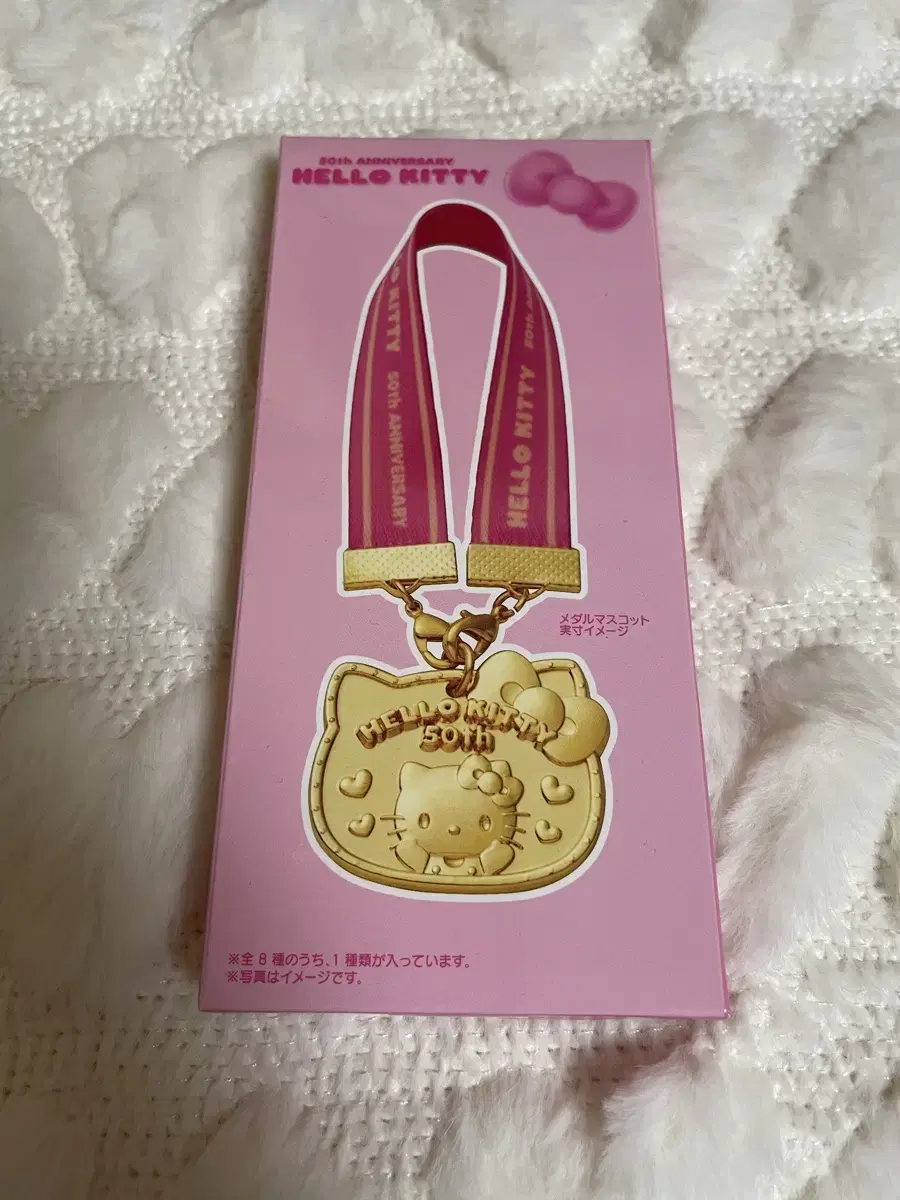 50th ANNIVERSARY
HELLO KITTY
KITTY 50th ANNIVERSARY
HELLO KITTY 50th
メダルマスコット
実寸イメージ
HELLO KITTY
50th
※全8種のうち、1種類が入っています。
※写真はイメージです。